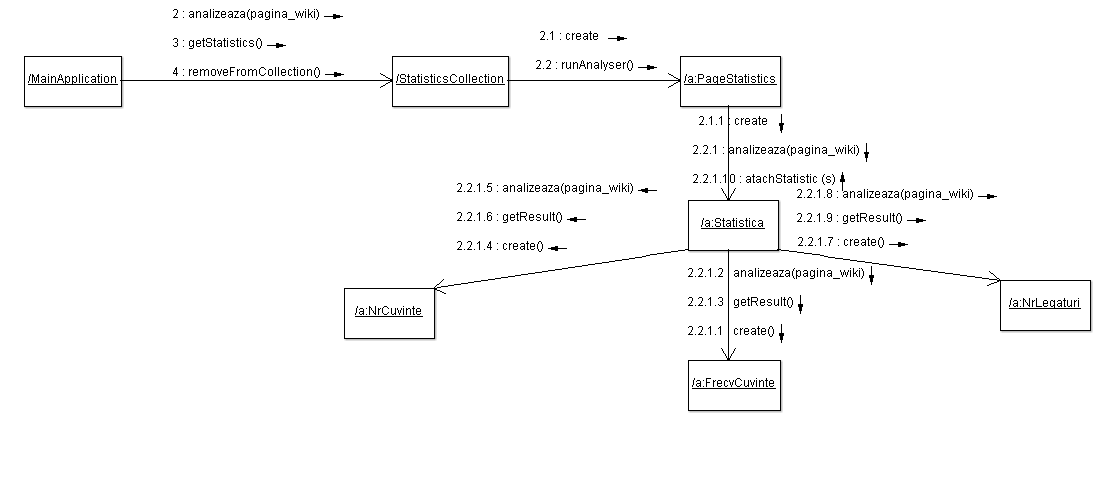 2 : analizeaza(pagina_wiki)
3 : getStatistics()
4 : removeFromCollection()
/MainApplication
2.1 : create
2.2 : runAnalyser()
/StatisticsCollection
/a:PageStatistics
2.1.1 : create
2.2.1 : analizeaza(pagina_wiki)
2.2.1.10 : atachStatistic (s)
2.2.1.5 : analizeaza(pagina_wiki)
2.2.1.6 : getResult()
2.2.1.4 : create()
/a:Statistica
2.2.1.8 : analizeaza(pagina_wiki)
2.2.1.9 : getResult()
2.2.1.7 : create()
2.2.1.2 analizeaza(pagina_wiki)
2.2.1.3 getResult()
2.2.1.1 create()
/a:NrCuvinte
/a:NrLegaturi
/a:FrecvCuvinte